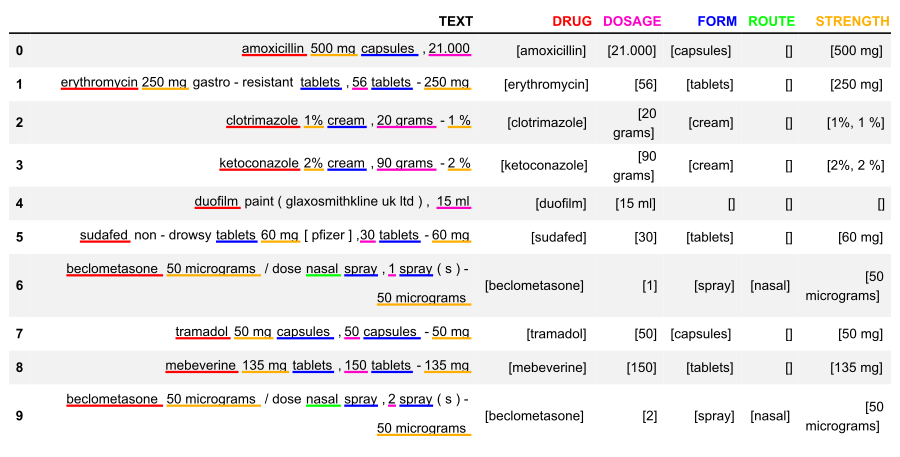 TEXT DRUG DOSAGE FORM ROUTE STRENGTH
0 amoxicillin 500 mg capsules , 21.000 [amoxicillin] [21.000] [capsules] [] [500 mg]
1 erythromycin 250 mg gastro - resistant tablets , 56 tablets - 250 mg [erythromycin] [56] [tablets] [] [250 mg]
2 clotrimazole 1% cream , 20 grams - 1 % [clotrimazole] [20 grams] [cream] [] [1%, 1 %]
3 ketoconazole 2% cream , 90 grams - 2 % [ketoconazole] [90 grams] [cream] [] [2%, 2 %]
4 duofilm paint ( glaxosmithkline uk ltd ) , 15 ml [duofilm] [15 ml] [] [] []
5 sudafed non - drowsy tablets 60 mg [ pfizer ] ,30 tablets - 60 mg [sudafed] [30] [tablets] [] [60 mg]
6 beclometasone 50 micrograms / dose nasal spray , 1 spray ( s ) -
50 micrograms [beclometasone] [1] [spray] [nasal] [50
micrograms]
7 tramadol 50 mg capsules , 50 capsules - 50 mg [tramadol] [50] [capsules] [] [50 mg]
8 mebeverine 135 mg tablets , 150 tablets - 135 mg [mebeverine] [150] [tablets] [] [135 mg]
9 beclometasone 50 micrograms / dose nasal spray , 2 spray ( s ) -
50 micrograms [beclometasone] [2] [spray] [nasal] [50
micrograms]